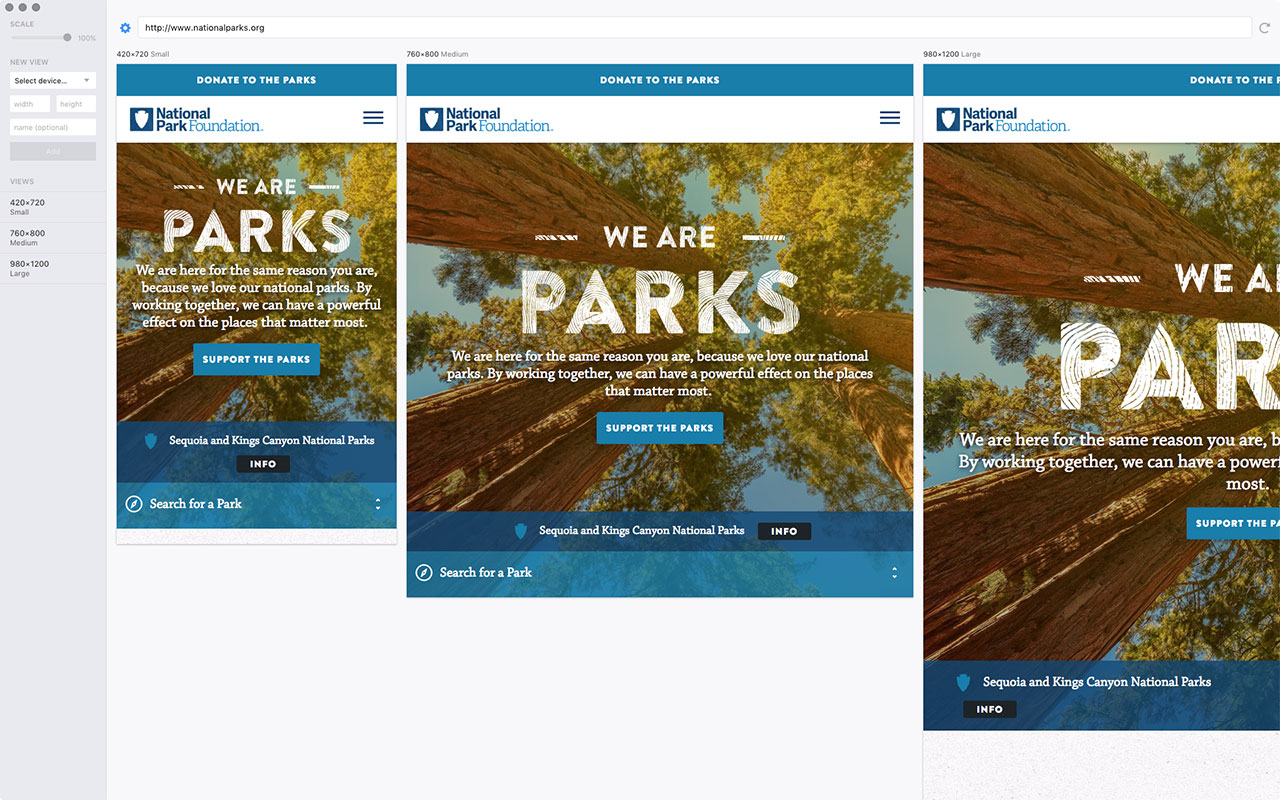 SCALE
100%
NEW VIEW
Select device...
width
height
name (optional)
Add
VIEWS
420×720
Small
760×800
Medium
980×1200
Large
http://www.nationalparks.org
420×720 Small
DONATE TO THE PARKS
National
Park Foundation.
WE ARE
PARKS
We are here for the same reason you are,
because we love our national parks. By
working together, we can have a powerful
effect on the places that matter most.
SUPPORT THE PARKS
Sequoia and Kings Canyon National Parks
INFO
Search for a Park
760×800 Medium
DONATE TO THE PARKS
National
Park Foundation.
WE ARE
PARKS
We are here for the same reason you are, because we love our national
parks. By working together, we can have a powerful effect on the places
that matter most.
SUPPORT THE PARKS
Sequoia and Kings Canyon National Parks
INFO
Search for a Park
980×1200 Large
DONATE TO THE
National
Park Foundation.
WE
PAR
We are here for the same reason you are,
By working together, we can have a
most.
SUPPORT THE
Sequoia and Kings Canyon National Parks
INFO